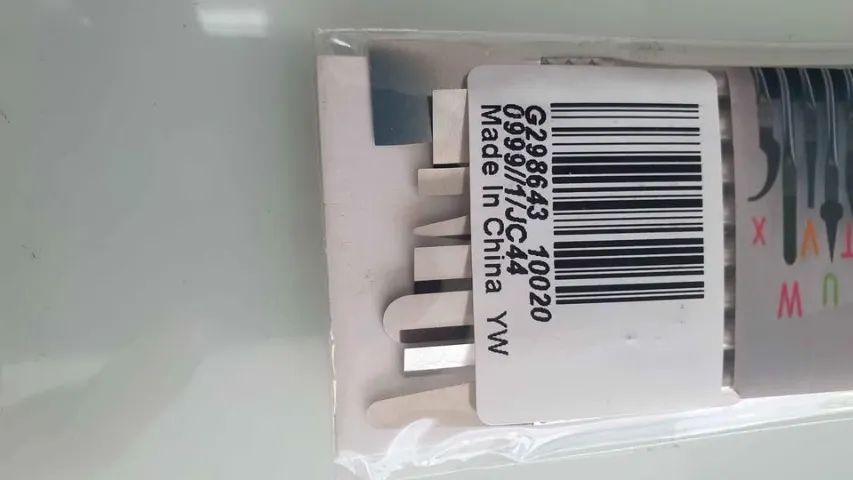 G298643 10020
0999//1/JC44
Made In China YW
X V T
W U